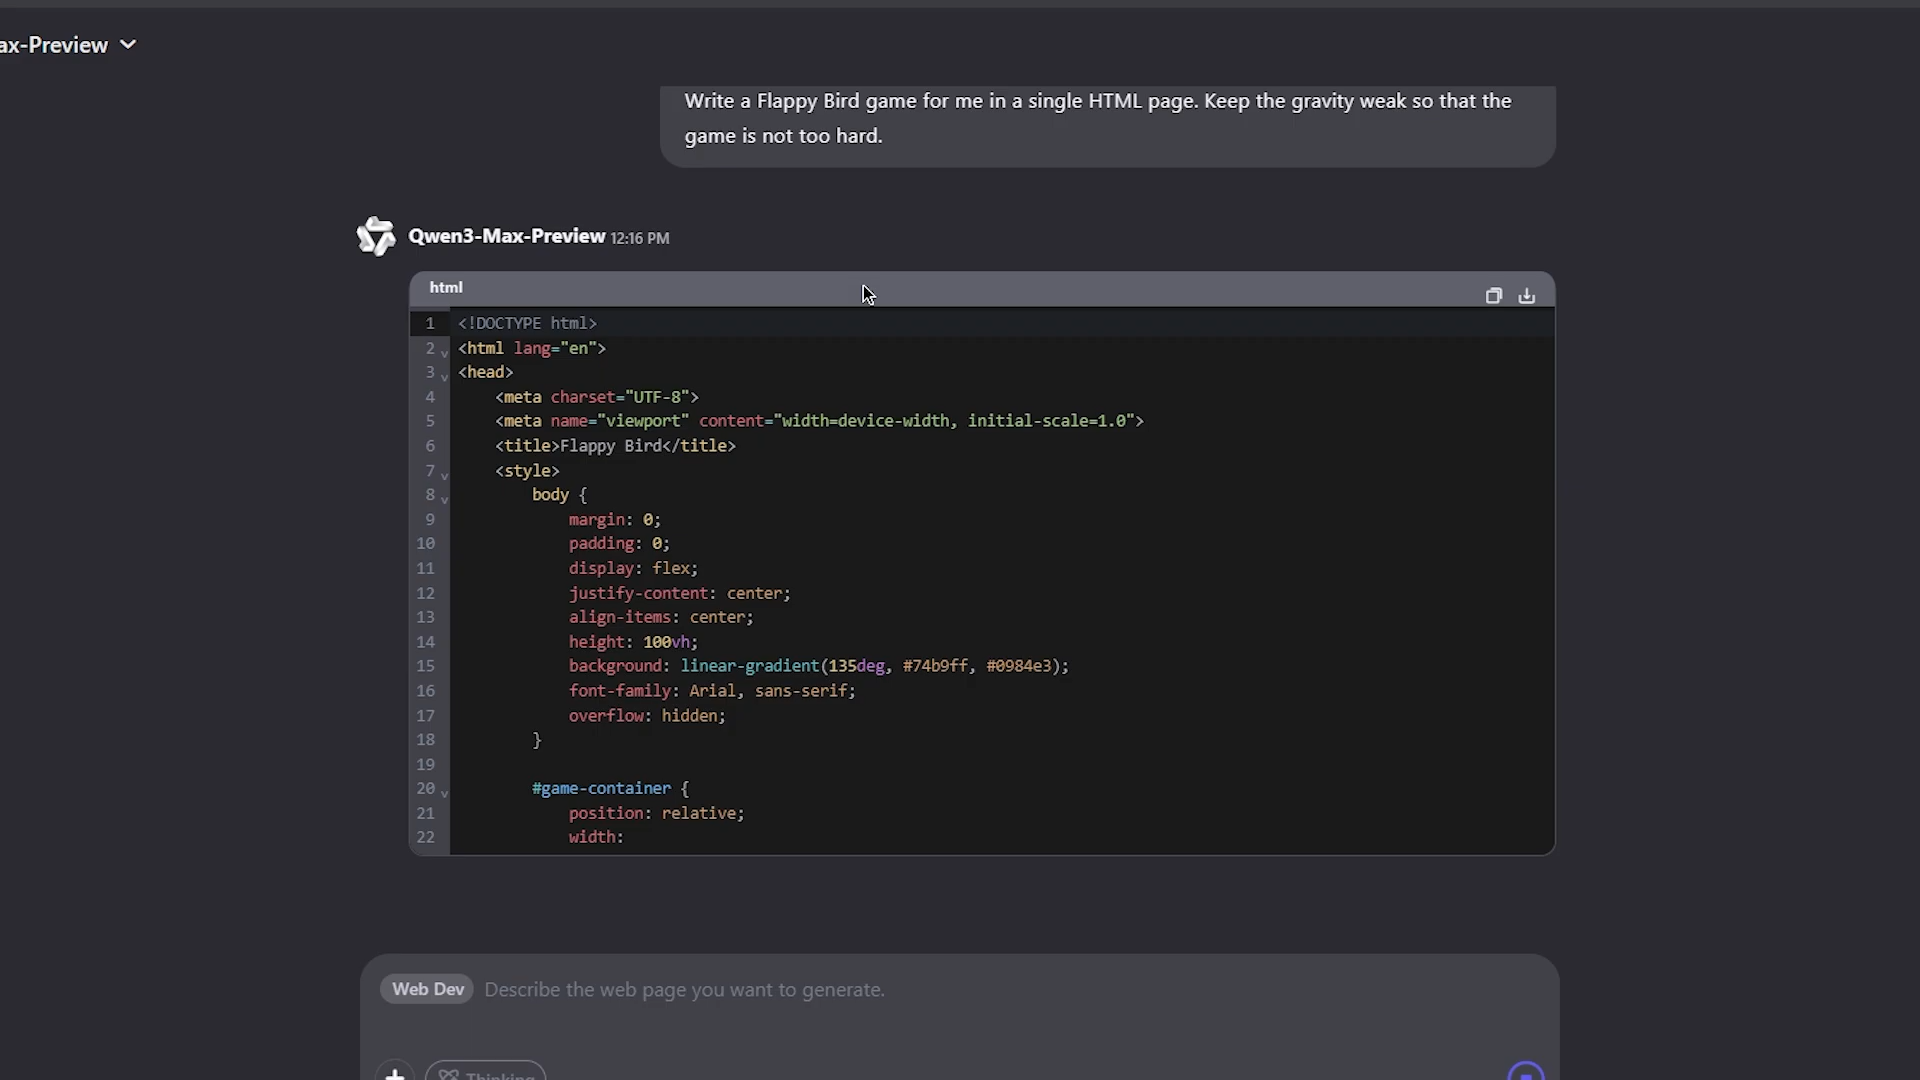 ax-Preview
Write a Flappy Bird game for me in a single HTML page. Keep the gravity weak so that the
game is not too hard.
Qwen3-Max-Preview 12:16 PM
html
1 <!DOCTYPE html>
2 <html lang="en">
3 <head>
4 <meta charset="UTF-8">
5 <meta name="viewport" content="width=device-width, initial-scale=1.0">
6 <title>Flappy Bird</title>
7 <style>
8 body {
9 margin: 0;
10 padding: 0;
11 display: flex;
12 justify-content: center;
13 align-items: center;
14 height: 100vh;
15 background: linear-gradient(135deg, #74b9ff, #0984e3);
16 font-family: Arial, sans-serif;
17 overflow: hidden;
18 }
19
20 #game-container {
21 position: relative;
22 width:
Web Dev Describe the web page you want to generate.
Thinking